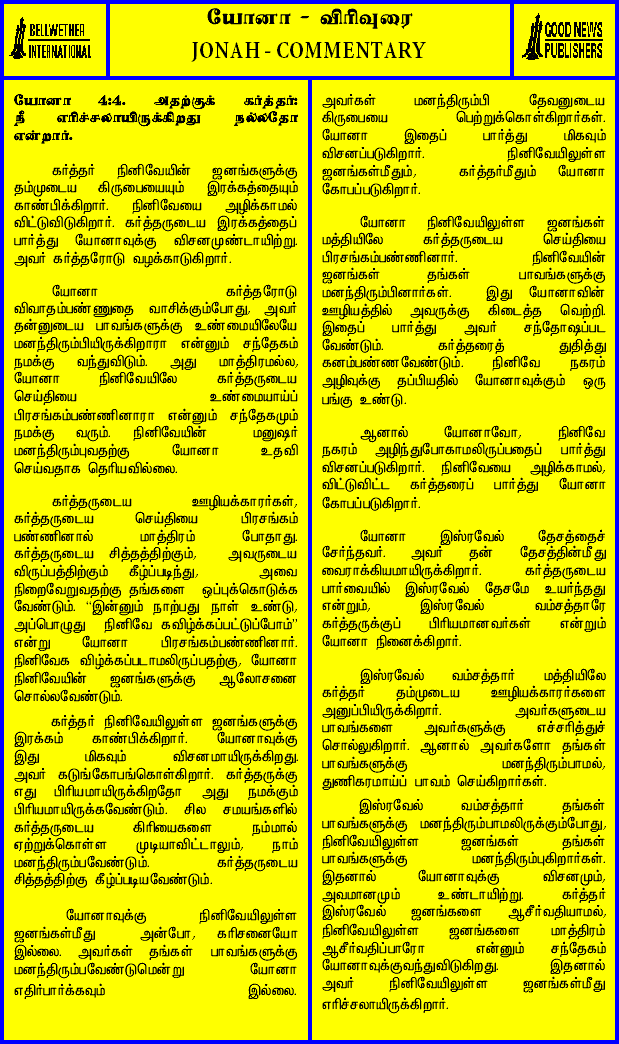 யோனா - விரிவுரை
BELLWETHER
INTERNATIONAL
JONAH - COMMENTARY
GOOD NEWS
PUBLISHERS
யோனா 4:4. அதற்குக் கர்த்தர்:
நீ எரிச்சலாயிருக்கிறது நல்லதோ
என்றார்.
கர்த்தர் நினிவேயின் ஜனங்களுக்கு
தம்முடைய கிருபையையும் இரக்கத்தையும்
காண்பிக்கிறார். நினிவேயை அழிக்காமல்
விட்டுவிடுகிறார். கர்த்தருடைய இரக்கத்தைப்
பார்த்து யோனாவுக்கு விசனமுண்டாயிற்று.
அவர் கர்த்தரோடு வழக்காடுகிறார்.
யோனா கர்த்தரோடு
விவாதம்பண்ணுதை வாசிக்கும்போது, அவர்
தன்னுடைய பாவங்களுக்கு உண்மையிலேயே
மனந்திரும்பியிருக்கிறாரா என்னும் சந்தேகம்
நமக்கு வந்துவிடும். அது மாத்திரமல்ல,
யோனா நினிவேயிலே கர்த்தருடைய
செய்தியை உண்மையாய்ப்
பிரசங்கம்பண்ணினாரா என்னும் சந்தேகமும்
நமக்கு வரும். நினிவேயின் மனுஷர்
மனந்திரும்புவதற்கு யோனா உதவி
செய்வதாக தெரியவில்லை.
கர்த்தருடைய ஊழியக்காரர்கள்,
கர்த்தருடைய செய்தியை பிரசங்கம்
பண்ணினால் மாத்திரம் போதாது.
கர்த்தருடைய சித்தத்திற்கும், அவருடைய
விருப்பத்திற்கும் கீழ்ப்படிந்து, அவை
நிறைவேறுவதற்கு தங்களை ஒப்புக்கொடுக்க
வேண்டும். “இன்னும் நாற்பது நாள் உண்டு,
அப்பொழுது நினிவே கவிழ்க்கப்பட்டுப்போம்”
என்று யோனா பிரசங்கம்பண்ணினார்.
நினிவேக விழ்க்கப்படாமலிருப்பதற்கு, யோனா
நினிவேயின் ஜனங்களுக்கு ஆலோசனை
சொல்லவேண்டும்.
கர்த்தர் நினிவேயிலுள்ள ஜனங்களுக்கு
இரக்கம் காண்பிக்கிறார். யோனாவுக்கு
இது மிகவும் விசனமாயிருக்கிறது.
அவர் கடுங்கோபங்கொள்கிறார். கர்த்தருக்கு
எது பிரியமாயிருக்கிறதோ அது நமக்கும்
பிரியமாயிருக்கவேண்டும். சில சமயங்களில்
கர்த்தருடைய கிரியைகளை நம்மால்
ஏற்றுக்கொள்ள முடியாவிட்டாலும், நாம்
மனந்திரும்பவேண்டும். கர்த்தருடைய
சித்தத்திற்கு கீழ்ப்படியவேண்டும்.
யோனாவுக்கு நினிவேயிலுள்ள
ஜனங்கள்மீது அன்போ, கரிசனையோ
இல்லை. அவர்கள் தங்கள் பாவங்களுக்கு
மனந்திரும்பவேண்டுமென்று யோனா
எதிர்பார்க்கவும் இல்லை.
அவர்கள் மனந்திரும்பி தேவனுடைய
கிருபையை பெற்றுக்கொள்கிறார்கள்.
யோனா இதைப் பார்த்து மிகவும்
விசனப்படுகிறார். நினிவேயிலுள்ள
ஜனங்கள்மீதும், கர்த்தர்மீதும் யோனா
கோபப்படுகிறார்.
யோனா நினிவேயிலுள்ள ஜனங்கள்
மத்தியிலே கர்த்தருடைய செய்தியை
பிரசங்கம்பண்ணினார். நினிவேயின்
ஜனங்கள் தங்கள் பாவங்களுக்கு
மனந்திரும்பினார்கள். இது யோனாவின்
ஊழியத்தில் அவருக்கு கிடைத்த வெற்றி.
இதைப் பார்த்து அவர் சந்தோஷப்பட
வேண்டும். கர்த்தரைத் துதித்து
கனம்பண்ணவேண்டும். நினிவே நகரம்
அழிவுக்கு தப்பியதில் யோனாவுக்கும் ஒரு
பங்கு உண்டு.
ஆனால் யோனாவோ, நினிவே
நகரம் அழிந்துபோகாமலிருப்பதைப் பார்த்து
விசனப்படுகிறார். நினிவேயை அழிக்காமல்,
விட்டுவிட்ட கர்த்தரைப் பார்த்து யோனா
கோபப்படுகிறார்.
யோனா இஸ்ரவேல் தேசத்தைச்
சேர்ந்தவர். அவர் தன் தேசத்தின்மீது
வைராக்கியமாயிருக்கிறார். கர்த்தருடைய
பார்வையில் இஸ்ரவேல் தேசமே உயர்ந்தது
என்றும், இஸ்ரவேல் வம்சத்தாரே
கர்த்தருக்குப் பிரியமானவர்கள் என்றும்
யோனா நினைக்கிறார்.
இஸ்ரவேல் வம்சத்தார் மத்தியிலே
கர்த்தர் தம்முடைய ஊழியக்காரர்களை
அனுப்பியிருக்கிறார். அவர்களுடைய
பாவங்களை அவர்களுக்கு எச்சரித்துச்
சொல்லுகிறார். ஆனால் அவர்களோ தங்கள்
பாவங்களுக்கு மனந்திரும்பாமல்,
துணிகரமாய்ப் பாவம் செய்கிறார்கள்.
இஸ்ரவேல் வம்சத்தார் தங்கள்
பாவங்களுக்கு மனந்திரும்பாமலிருக்கும்போது,
நினிவேயிலுள்ள ஜனங்கள் தங்கள்
பாவங்களுக்கு மனந்திரும்புகிறார்கள்.
இதனால் யோனாவுக்கு விசனமும்,
அவமானமும் உண்டாயிற்று. கர்த்தர்
இஸ்ரவேல் ஜனங்களை ஆசீர்வதியாமல்,
நினிவேயிலுள்ள ஜனங்களை மாத்திரம்
ஆசீர்வதிப்பாரோ என்னும் சந்தேகம்
யோனாவுக்குவந்துவிடுகிறது. இதனால்
அவர் நினிவேயிலுள்ள ஜனங்கள்மீது
எரிச்சலாயிருக்கிறார்.